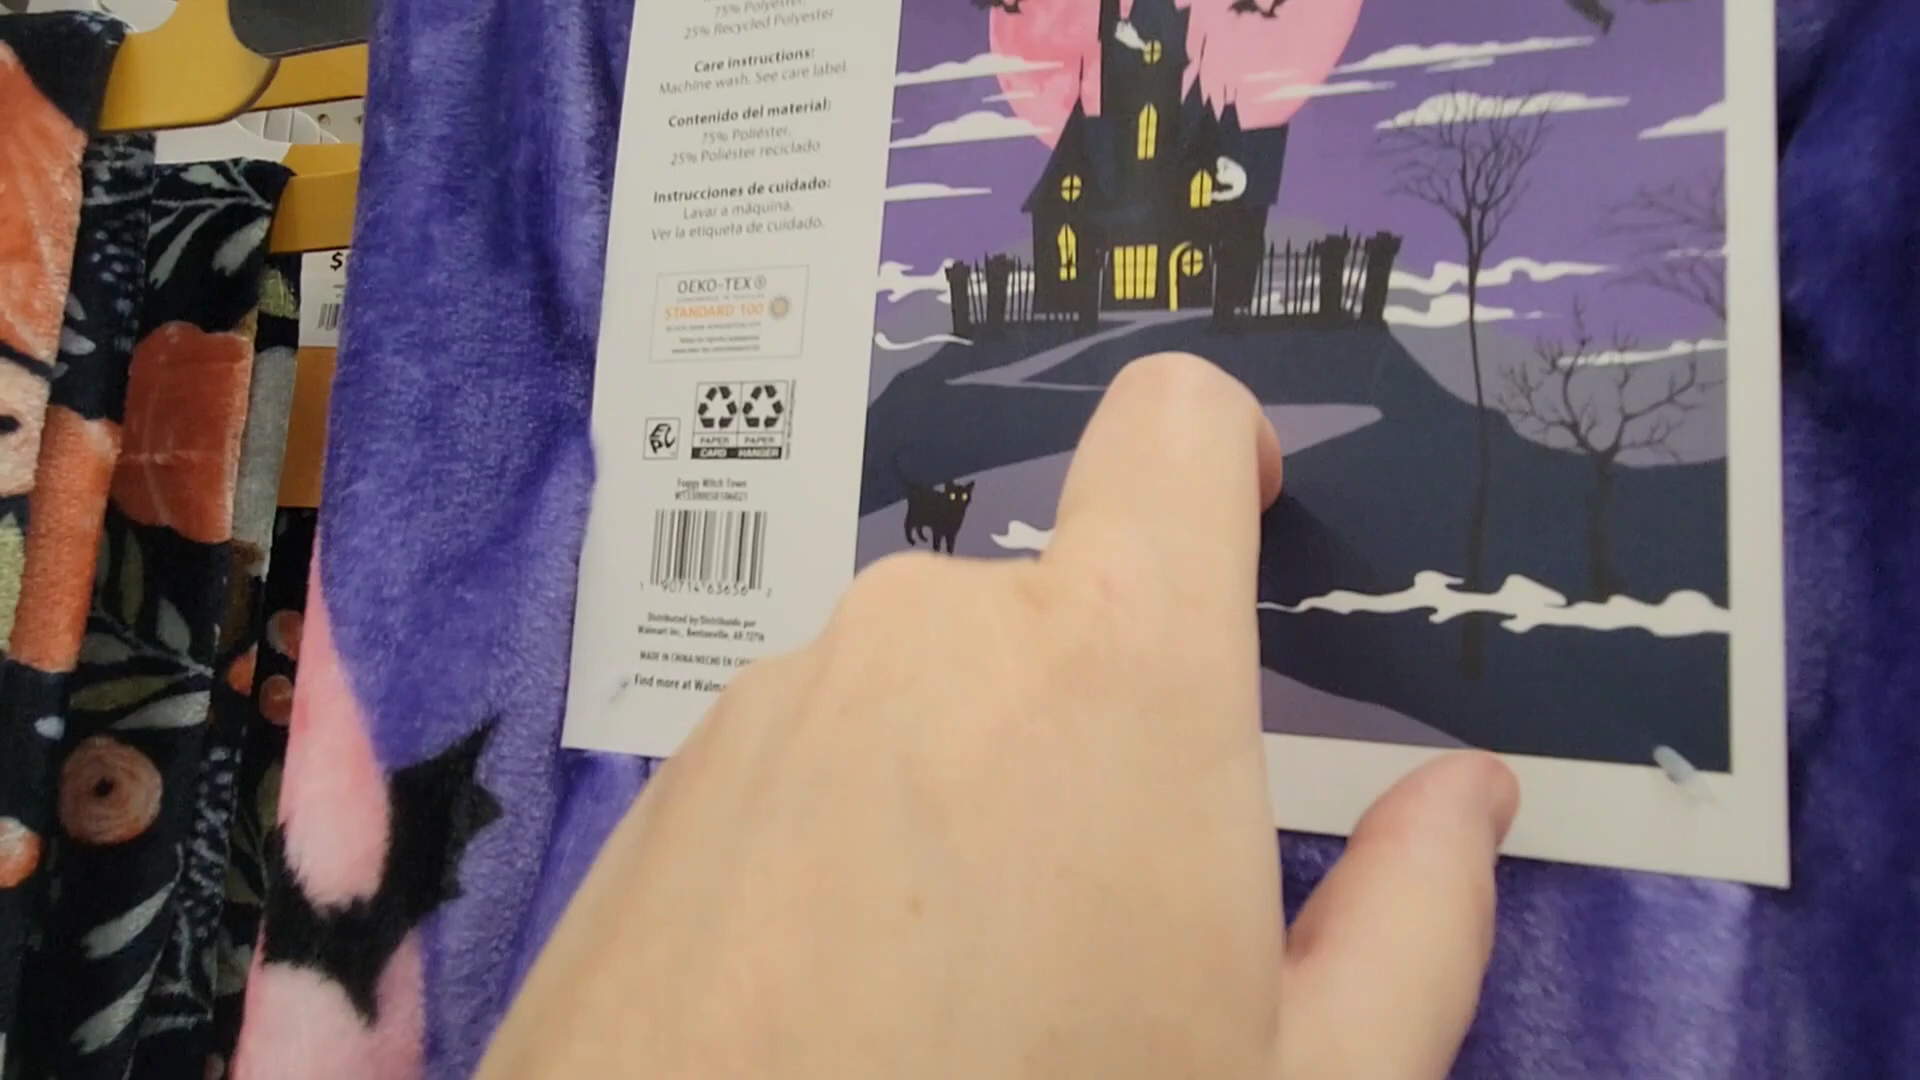 75% Polyester,
25% Recycled Polyester
Care instructions:
Machine wash. See care label.
Contenido del material:
75% Poliéster,
25% Poliéster reciclado
Instrucciones de cuidado:
Lavar a máquina.
Ver la etiqueta de cuidado.
OEKO-TEX®
STANDARD 100
PAPER PAPER
CARD HANGER
Foggy Witch Town
Distributed by/Distribuido por
Walmart Inc., Bentonville, AR 72716
MADE IN CHINA/HECHO EN
Find more at
$